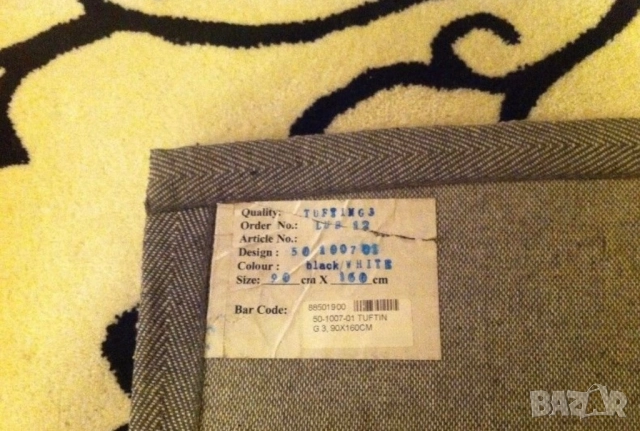 Quality: TUFTING3
Order No.:
Article No.:
Design : 50 1007 01
Colour : black/WHITE
Size: 90 cm X 160 cm
Bar Code: 88501900
50-1007-01 TUFTIN
G 3, 90X160CM
BAZAR